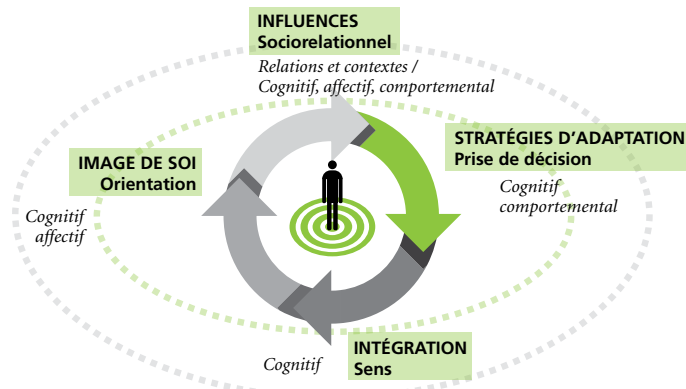 INFLUENCES
Sociorelationnel
Relations et contextes /
Cognitif, affectif, comportemental
STRATÉGIES D’ADAPTATION
Prise de décision
Cognitif
comportemental
IMAGE DE SOI
Orientation
Cognitif
affectif
INTÉGRATION
Sens
Cognitif